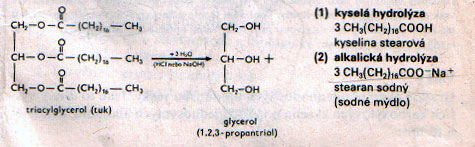 O
CH₂—O—C—(CH₂)₁₆—CH₃
O
CH—O—C—(CH₂)₁₆—CH₃
O
CH₂—O—C—(CH₂)₁₆—CH₃
triacylglycerol (tuk)
+ 3 H₂O
(HCl nebo NaOH)
CH₂—OH
CH—OH +
CH₂—OH
glycerol
(1,2,3-propantriol)
(1) kyselá hydrolýza
3 CH₃(CH₂)₁₆COOH
kyselina stearová
(2) alkalická hydrolýza
3 CH₃(CH₂)₁₆COO⁻Na⁺
stearan sodný
(sodné mýdlo)